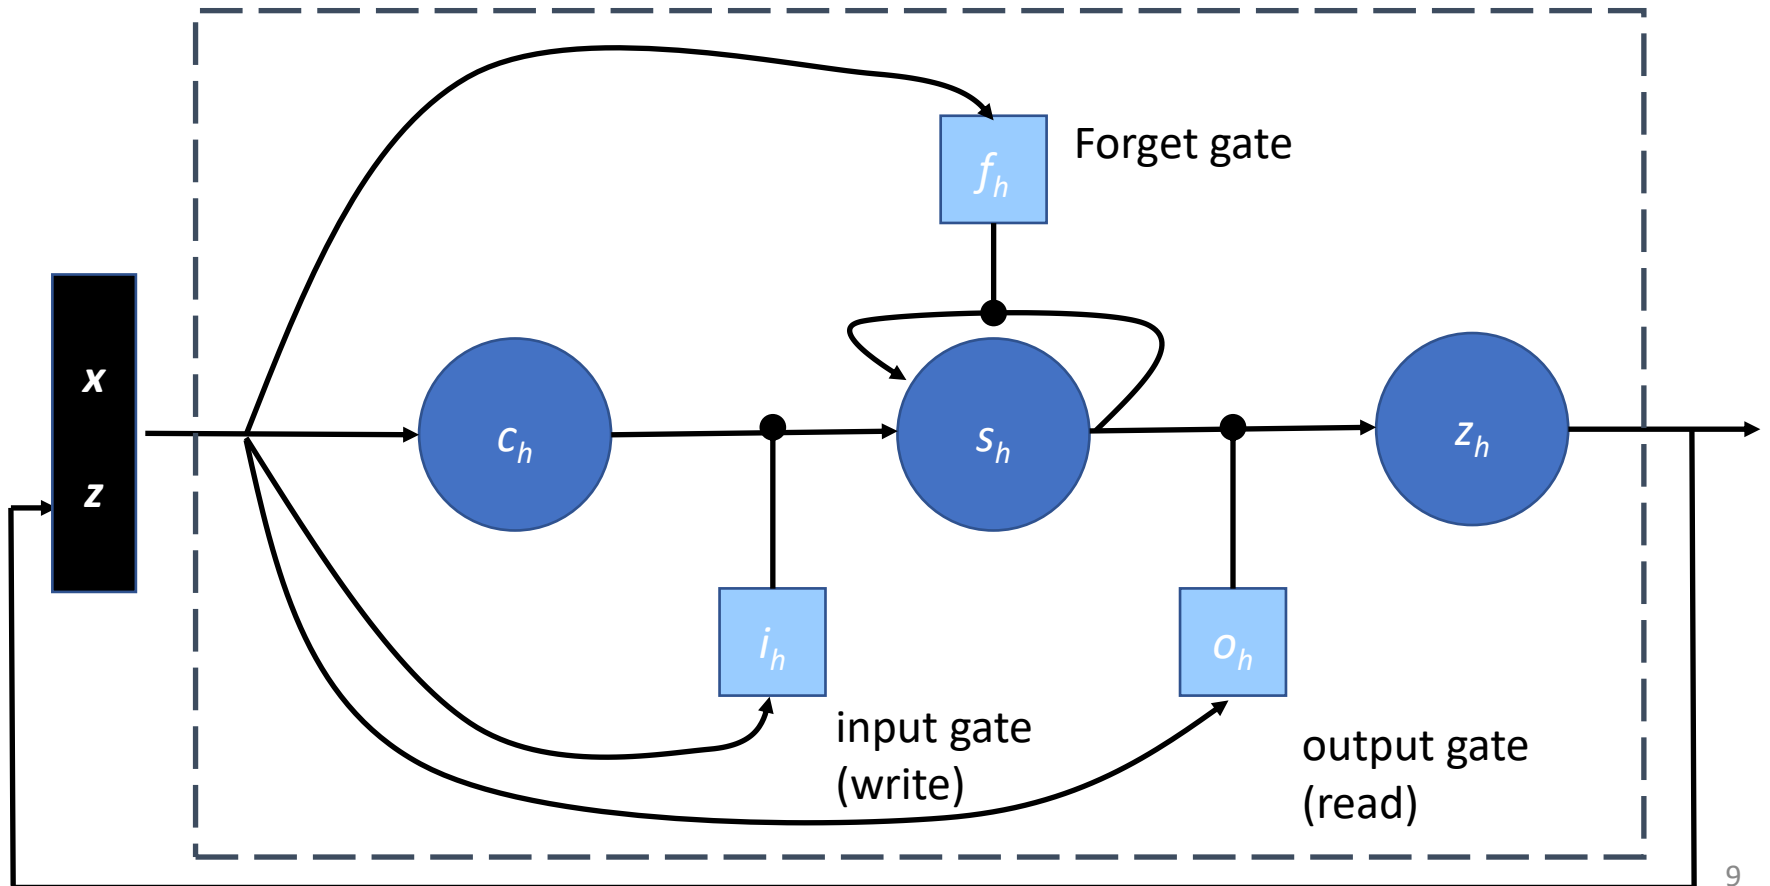 f_h
Forget gate
x
z
c_h
s_h
z_h
i_h
o_h
input gate
(write)
output gate
(read)
9